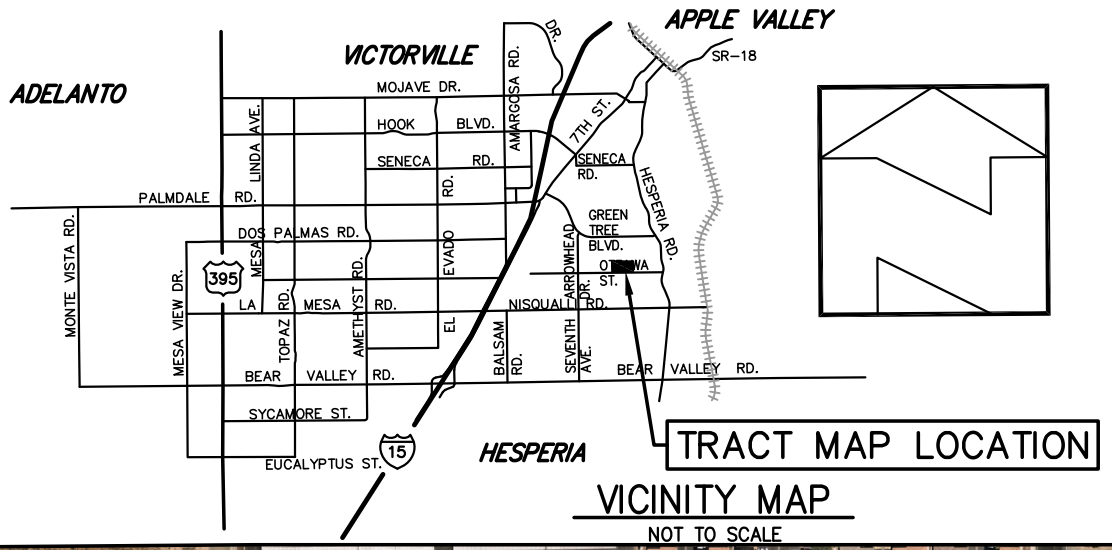 APPLE VALLEY
VICTORVILLE
ADELANTO
SR-18
DR.
AMARGOSA RD.
MOJAVE DR.
LINDA AVE.
MESA
HOOK BLVD.
7TH ST.
SENECA RD.
SENECA
RD.
HESPERIA RD.
PALMDALE RD.
MONTE VISTA RD.
DOS PALMAS RD.
EL EVADO RD.
GREEN
TREE
BLVD.
ARROWHEAD DR.
ST.
395
MESA VIEW DR.
LA MESA RD.
NISQUALLI RD.
TOPAZ RD.
AMETHYST RD.
BALSAM
RD.
SEVENTH
AVE.
BEAR VALLEY RD.
BEAR VALLEY RD.
SYCAMORE ST.
EUCALYPTUS ST.
15
HESPERIA
TRACT MAP LOCATION
VICINITY MAP
NOT TO SCALE